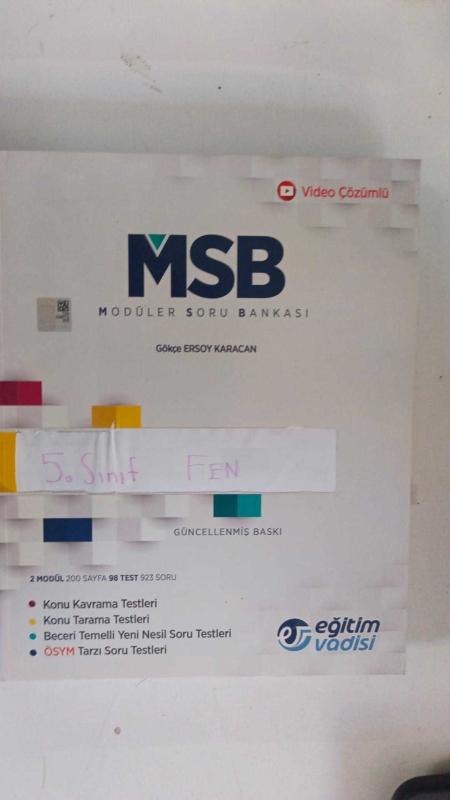 Video Çözümlü
MSB
MODÜLER SORU BANKASI
Gökçe ERSOY KARACAN
5. Sınıf FEN
GÜNCELLENMİŞ BASKI
2 MODÜL 200 SAYFA 98 TEST 923 SORU
Konu Kavrama Testleri
Konu Tarama Testleri
Beceri Temelli Yeni Nesil Soru Testleri
ÖSYM Tarzı Soru Testleri
eğitim
vadisi